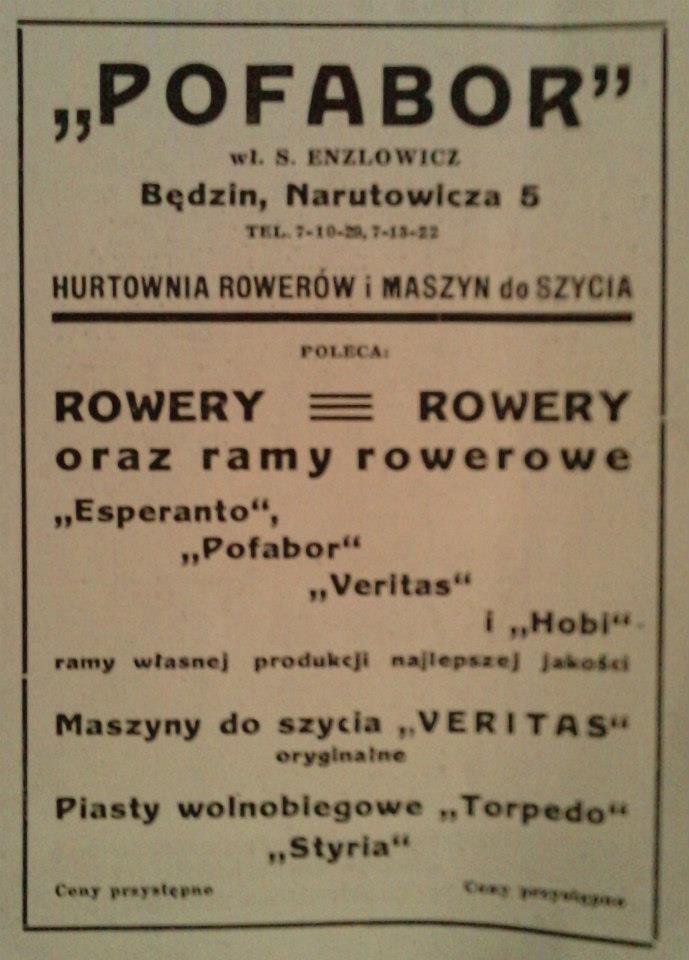 „POFABOR”
wł. S. ENZLOWICZ
Będzin, Narutowicza 5
TEL. 7-10-29, 7-13-22
HURTOWNIA ROWERÓW i MASZYN do SZYCIA
POLECA:
ROWERY ROWERY
oraz ramy rowerowe
„Esperanto“,
„Pofabor“
„Veritas“
i „Hobi“
ramy własnej produkcji najlepszej jakości
Maszyny do szycia „VERITAS“
oryginalne
Piasty wolnobiegowe „Torpedo“
„Styria“
Ceny przystępne Ceny przystępne